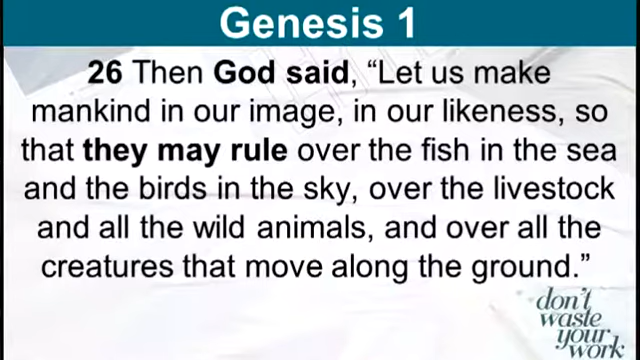 Genesis 1
26 Then God said, “Let us make
mankind in our image, in our likeness, so
that they may rule over the fish in the sea
and the birds in the sky, over the livestock
and all the wild animals, and over all the
creatures that move along the ground.”
don't
waste
your
work